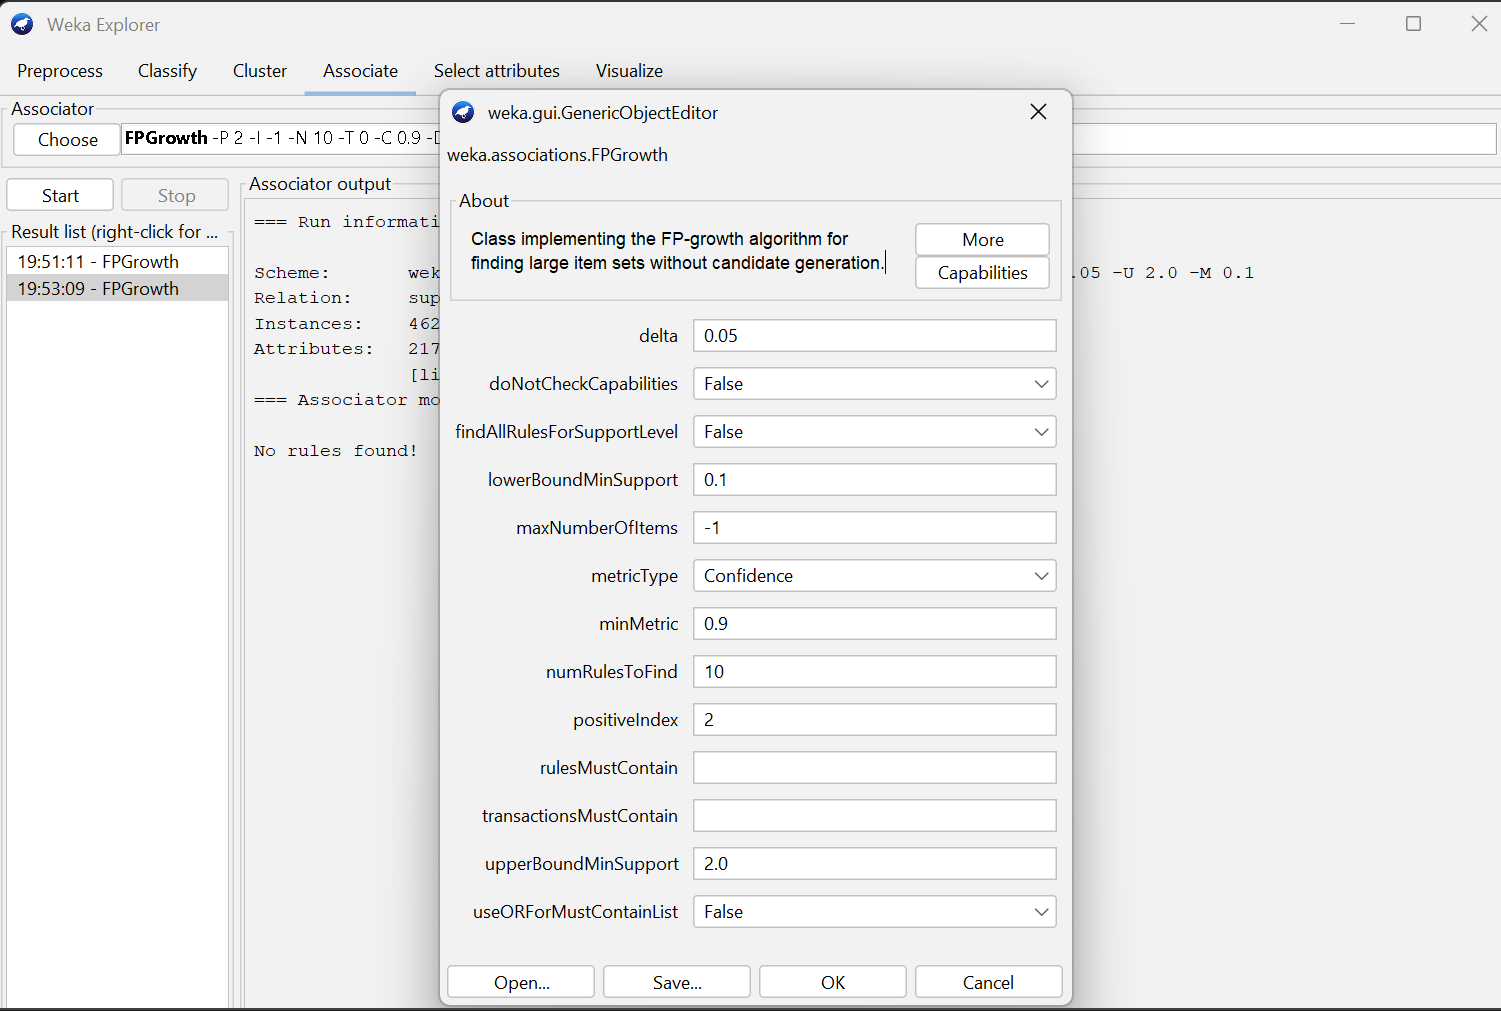 Weka Explorer
Preprocess Classify Cluster Associate Select attributes Visualize
Associator
Choose FPGrowth -P 2 -I -1 -N 10 -T 0 -C 0.9 -D
Start Stop
Result list (right-click for ...
19:51:11 - FPGrowth
19:53:09 - FPGrowth
Associator output
=== Run informati
Scheme: wek .05 -U 2.0 -M 0.1
Relation: sup
Instances: 462
Attributes: 217
[li
=== Associator mo
No rules found!
weka.gui.GenericObjectEditor
weka.associations.FPGrowth
About
Class implementing the FP-growth algorithm for
finding large item sets without candidate generation.
More
Capabilities
delta 0.05
doNotCheckCapabilities False
findAllRulesForSupportLevel False
lowerBoundMinSupport 0.1
maxNumberOfItems -1
metricType Confidence
minMetric 0.9
numRulesToFind 10
positiveIndex 2
rulesMustContain
transactionsMustContain
upperBoundMinSupport 2.0
useORForMustContainList False
Open... Save... OK Cancel